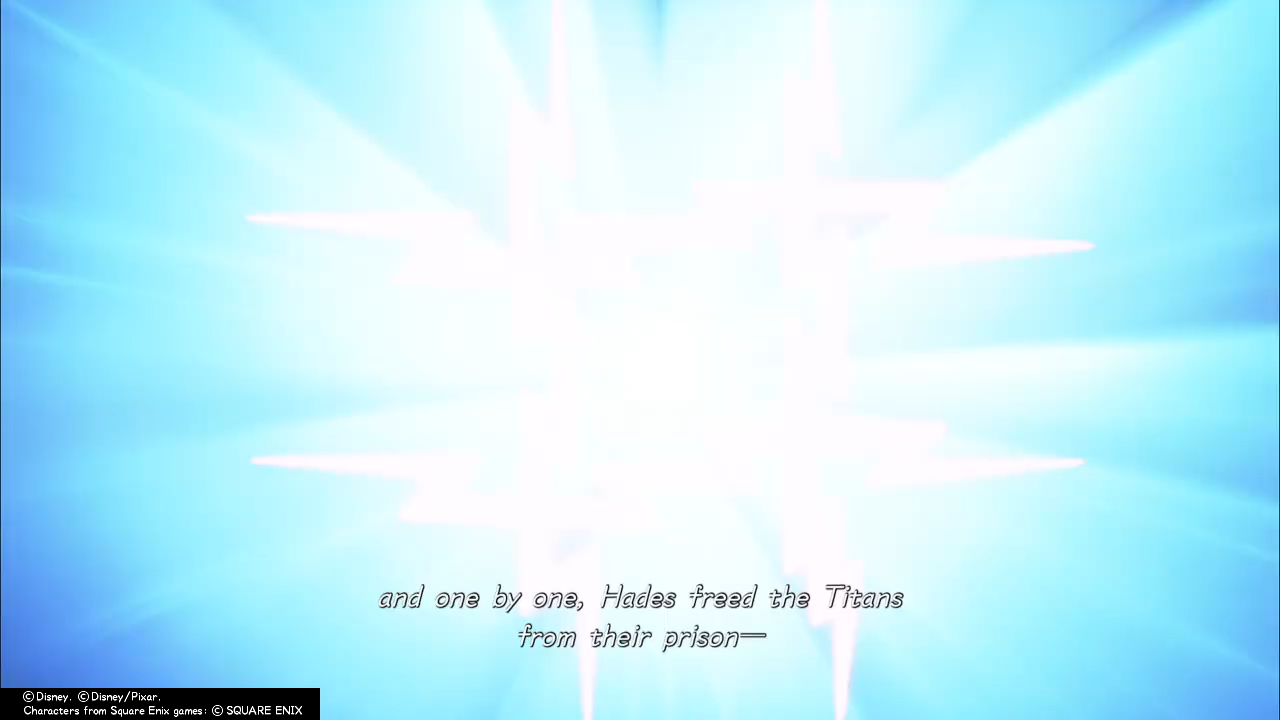 and one by one, Hades freed the Titans
from their prison—
© Disney. © Disney/Pixar.
Characters from Square Enix games: © SQUARE ENIX